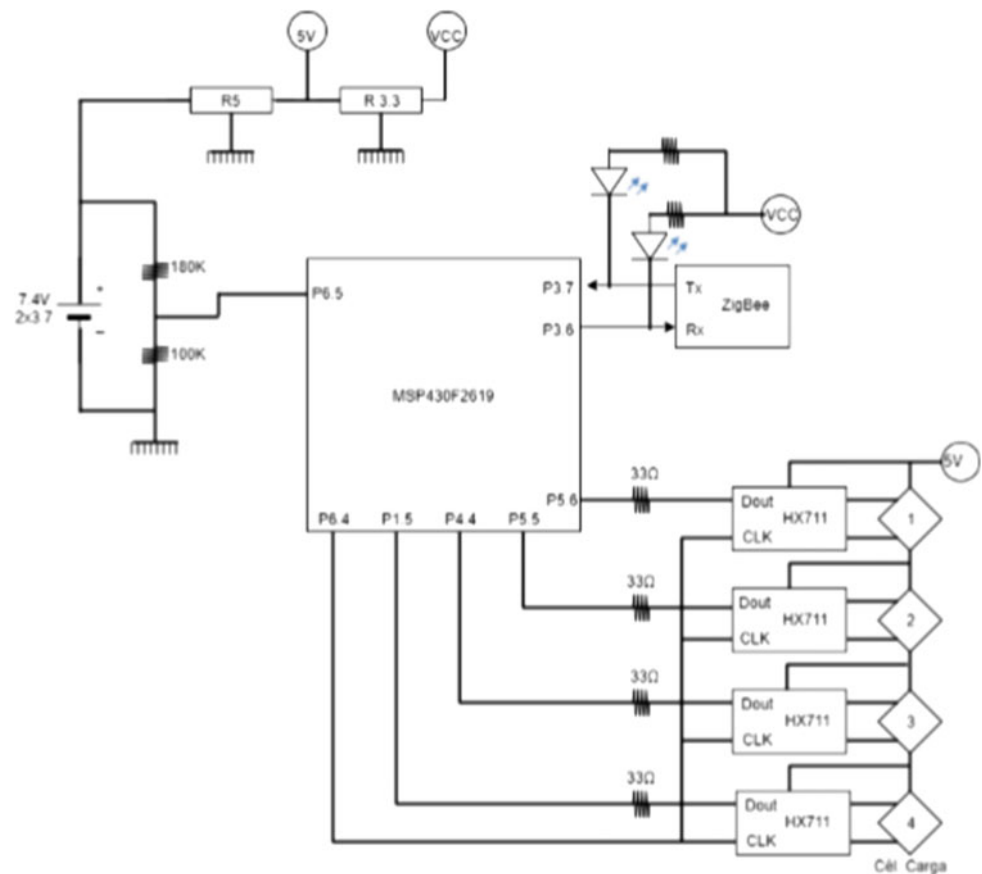 5V
VCC
R5
R 3.3
VCC
180K
7.4V
2x3.7
100K
P6.5
P3.7
Tx
ZigBee
P3.6
Rx
MSP430F2619
5V
33Ω
P5.6
Dout
HX711
CLK
1
P6.4
P1.5
P4.4
P5.5
33Ω
Dout
HX711
CLK
2
33Ω
Dout
HX711
CLK
3
33Ω
Dout
HX711
CLK
4
Cél Carga